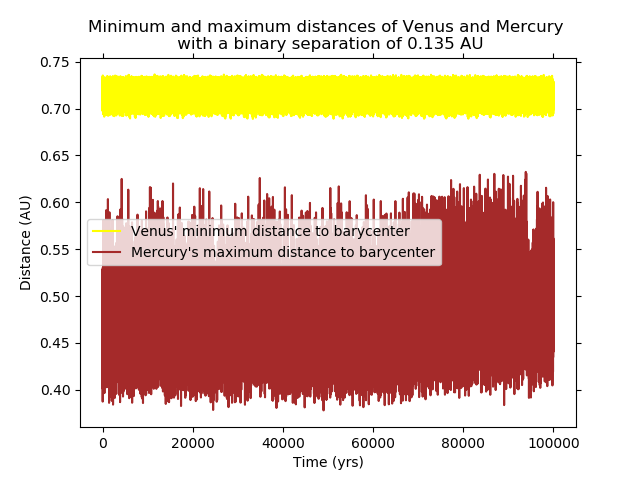 Minimum and maximum distances of Venus and Mercury
with a binary separation of 0.135 AU
0.75
0.70
0.65
0.60
0.55
0.50
0.45
0.40
Distance (AU)
Venus' minimum distance to barycenter
Mercury's maximum distance to barycenter
0 20000 40000 60000 80000 100000
Time (yrs)